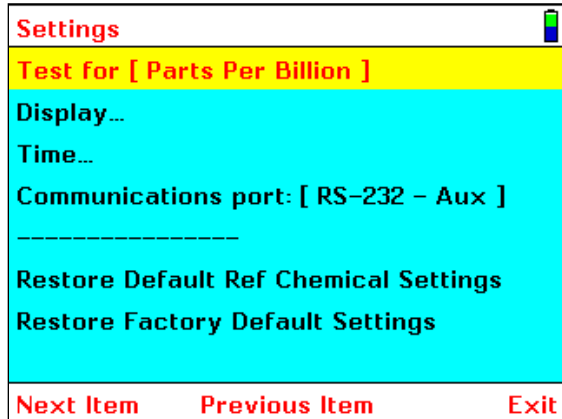 Settings
Test for [ Parts Per Billion ]
Display...
Time...
Communications port: [ RS-232 - Aux ]
----------------
Restore Default Ref Chemical Settings
Restore Factory Default Settings
Next Item Previous Item Exit